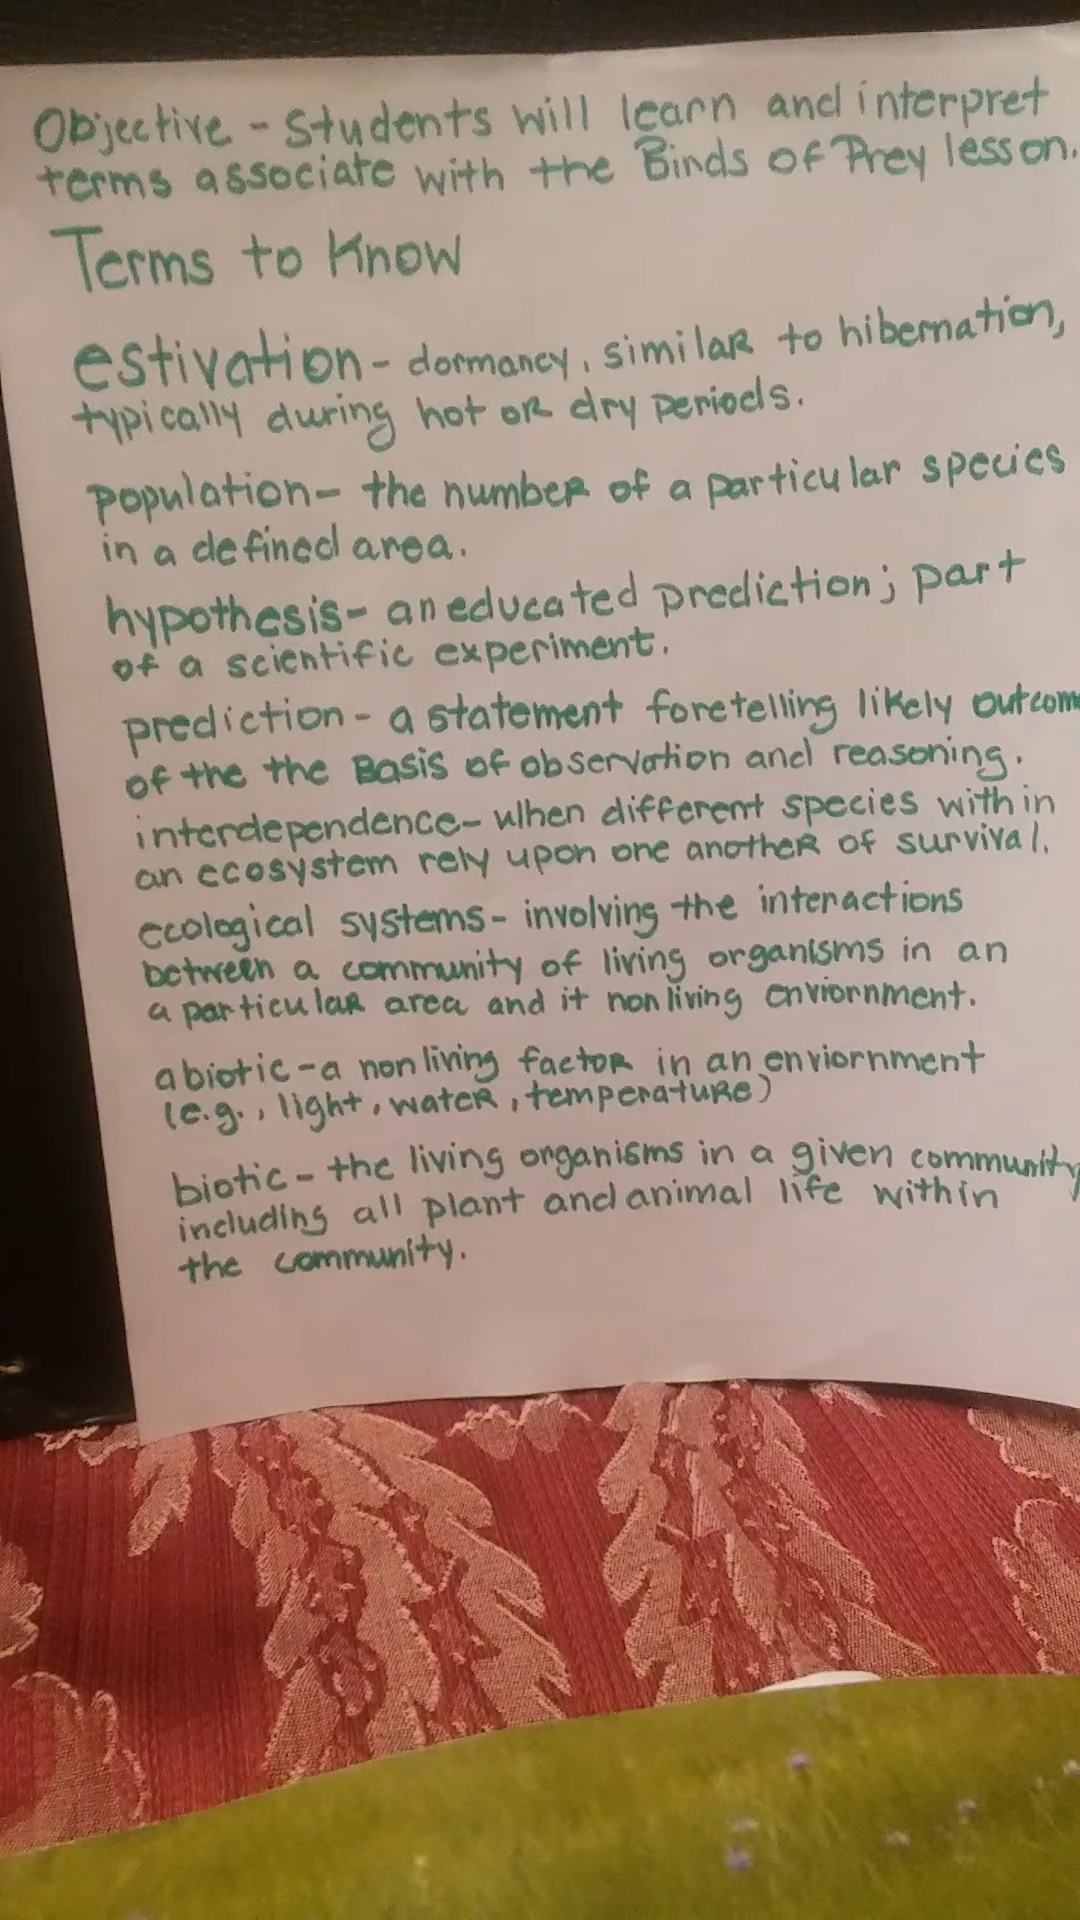 Objective - Students will learn and interpret
terms associate with the Binds of Prey lesson.
Terms to Know
estivation - dormancy, similar to hibernation,
typically during hot or dry periods.
population - the number of a particular species
in a defined area.
hypothesis - an educated prediction; part
of a scientific experiment.
prediction - a statement foretelling likely outcom
of the the Basis of observation and reasoning.
interdependence - when different species within
an ecosystem rely upon one another of survival.
ecological systems - involving the interactions
between a community of living organisms in an
a particular area and it nonliving enviornment.
abiotic - a nonliving factor in an enviornment
(e.g., light, water, temperature)
biotic - the living organisms in a given community
including all plant and animal life within
the community.